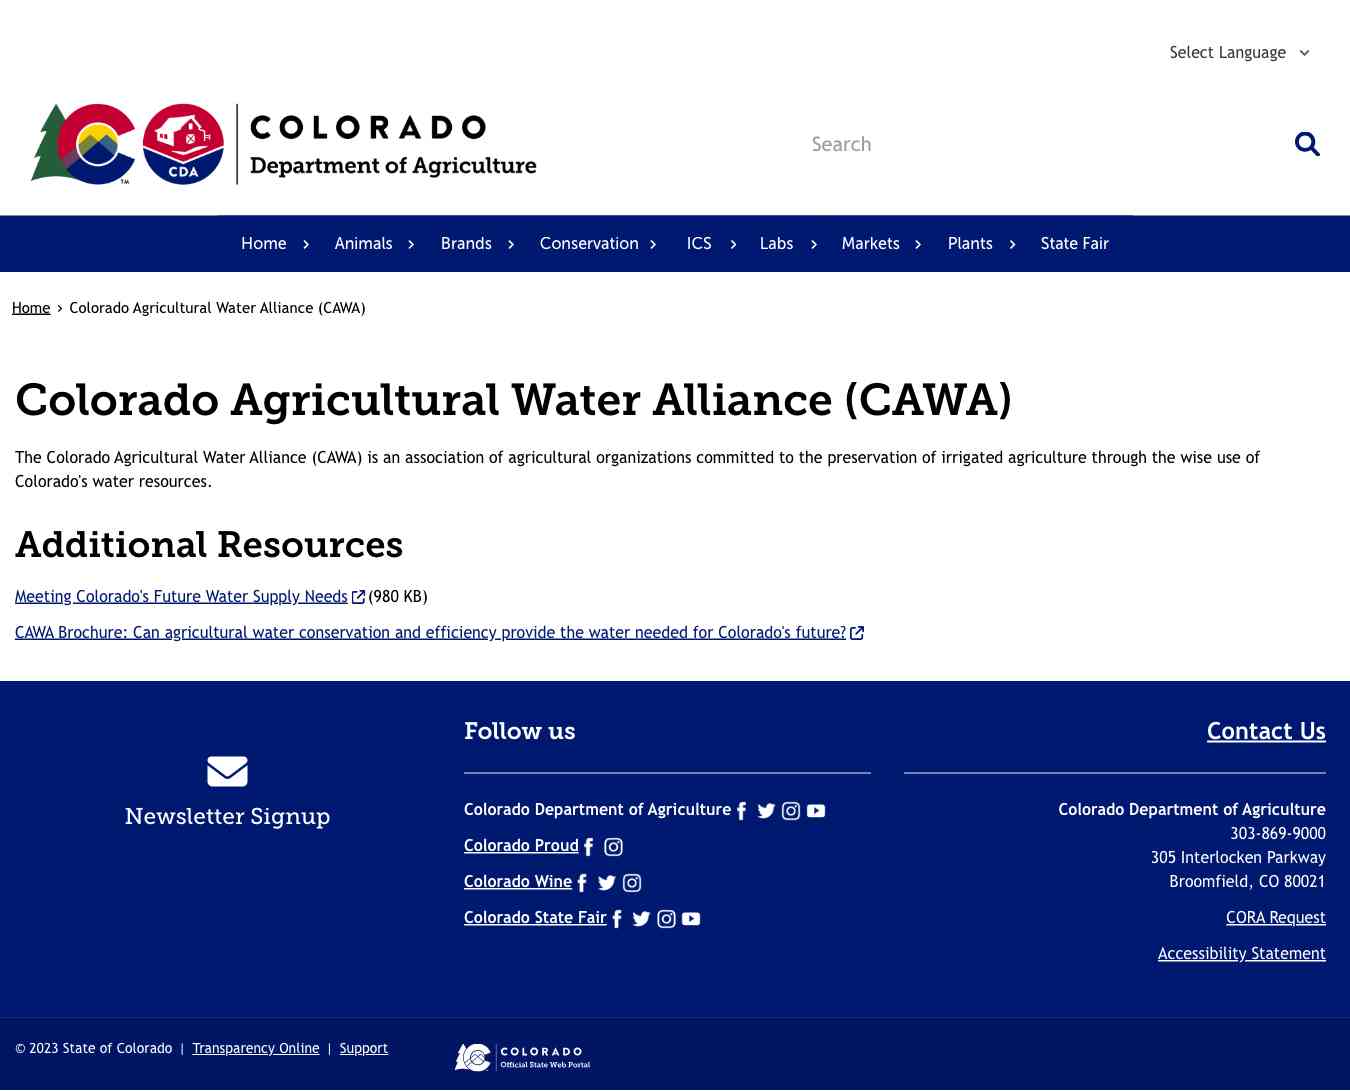 Select Language
COLORADO
Department of Agriculture
CDA
TM
Search
Home Animals Brands Conservation ICS Labs Markets Plants State Fair
Home › Colorado Agricultural Water Alliance (CAWA)
Colorado Agricultural Water Alliance (CAWA)
The Colorado Agricultural Water Alliance (CAWA) is an association of agricultural organizations committed to the preservation of irrigated agriculture through the wise use of
Colorado's water resources.
Additional Resources
Meeting Colorado's Future Water Supply Needs (980 KB)
CAWA Brochure: Can agricultural water conservation and efficiency provide the water needed for Colorado's future?
Newsletter Signup
Follow us
Colorado Department of Agriculture
Colorado Proud
Colorado Wine
Colorado State Fair
Contact Us
Colorado Department of Agriculture
303-869-9000
305 Interlocken Parkway
Broomfield, CO 80021
CORA Request
Accessibility Statement
© 2023 State of Colorado | Transparency Online | Support
COLORADO
Official State Web Portal